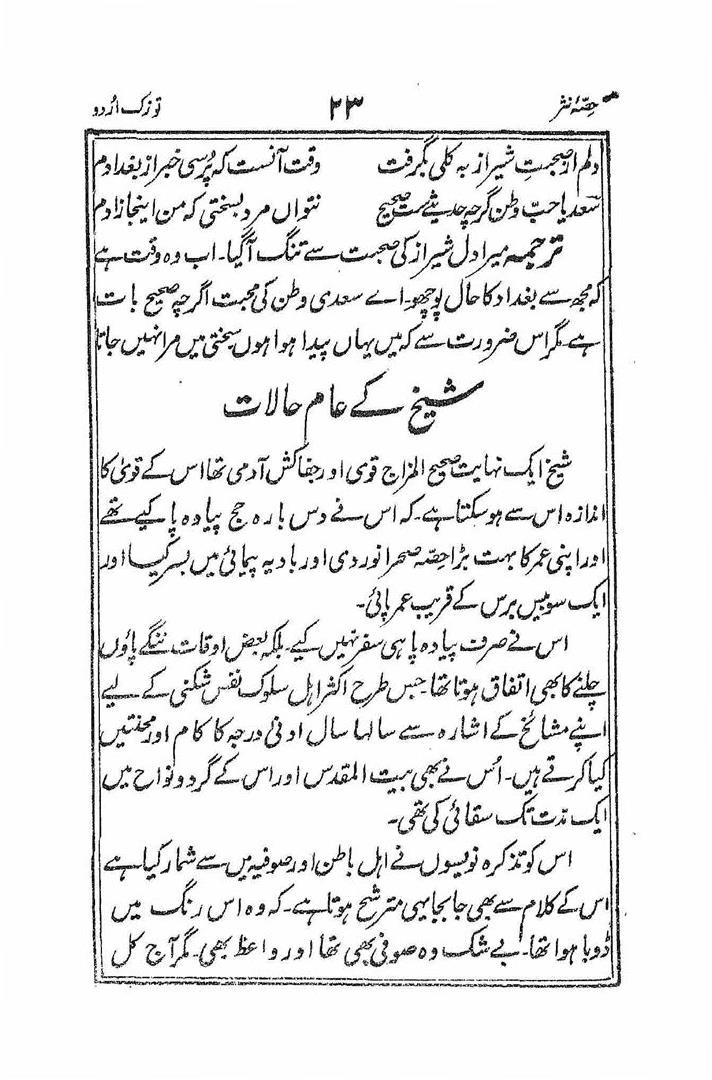 حصّۂ نثر ۲۳ توزک اُردو
دلم از صحبتِ شیراز بہ کلی بگرفت وقت آنست کہ پُرسی خبر از بغدادم
سعدیا حبّ وطن گرچہ حدیثے ست صحیح نتواں مرد بسختی کہ من اینجا زادم
ترجمہ میرا دل شیراز کی صحبت سے تنگ آگیا۔ اب وہ وقت ہے
کہ مجھ سے بغداد کا حال پوچھو۔ اے سعدی وطن کی محبت اگرچہ صحیح بات
ہے مگر اس ضرورت سے کہ میں یہاں پیدا ہوا ہوں سختی میں مرا نہیں جاتا
شیخ کے عام حالات
شیخ ایک نہایت صحیح المزاج قوی اور جفاکش آدمی تھا اس کے قویٰ کا
اندازہ اس سے ہوسکتا ہے۔ کہ اس نے دس بارہ حج پیادہ پا کیے تھے
اور اپنی عمر کا بہت بڑا حصّہ صحرا نوردی اور بادیہ پیمائی میں بسر کیا اور
ایک سو بیس برس کے قریب عمر پائی۔
اس نے صرف پیادہ پا ہی سفر نہیں کیے۔ بلکہ بعض اوقات ننگے پاؤں
چلنے کا بھی اتفاق ہوتا تھا۔ جس طرح اکثر اہل سلوک نفس شکنی کے لیے
اپنے مشائخ کے اشارہ سے سالہا سال ادنیٰ درجہ کا کام اور محنتیں
کیا کرتے ہیں۔ اُس نے بھی بیت المقدس اور اس کے گرد و نواح میں
ایک مدّت تک سقائی کی تھی۔
اس کو تذکرہ نویسوں نے اہل باطن اور صوفیہ میں سے شمار کیا ہے
اس کے کلام سے بھی جا بجا یہی مترشح ہوتا ہے۔ کہ وہ اس رنگ میں
ڈوبا ہوا تھا۔ بے شک وہ صوفی بھی تھا اور واعظ بھی۔ مگر آج کل